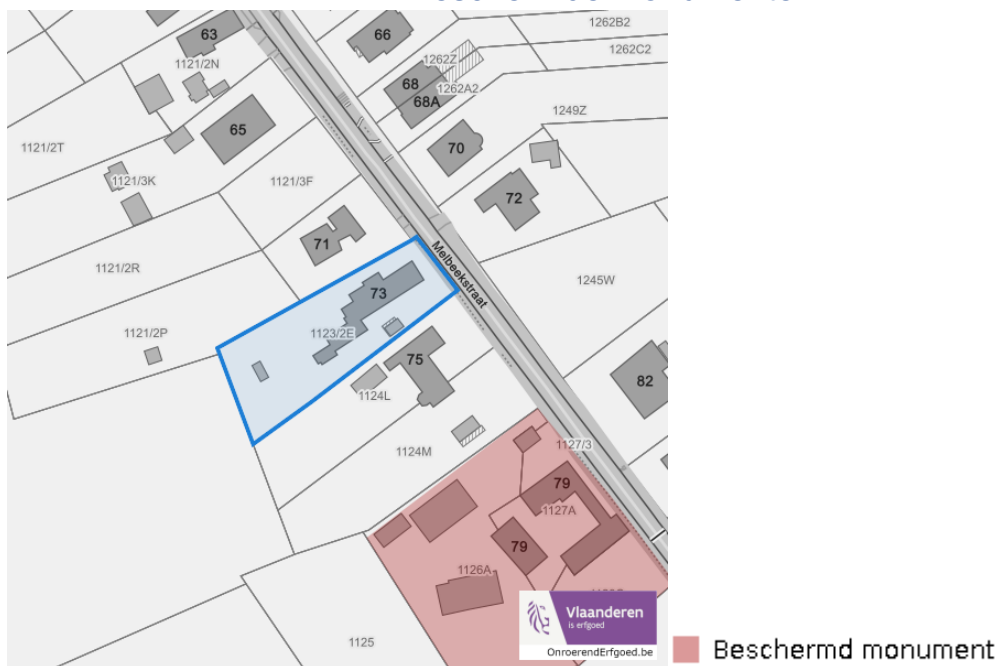 63
66
1262B2
1262C2
1121/2N
1262Z
68
1262A2
68A
65
1249Z
1121/2T
70
1121/3K
1121/3F
72
71
Melbeekstraat
1121/2R
1245W
73
1121/2P
1123/2E
75
82
1124L
1124M
1127/3
79
1127A
79
1126A
1125
Vlaanderen
is erfgoed
OnroerendErfgoed.be
Beschermd monument